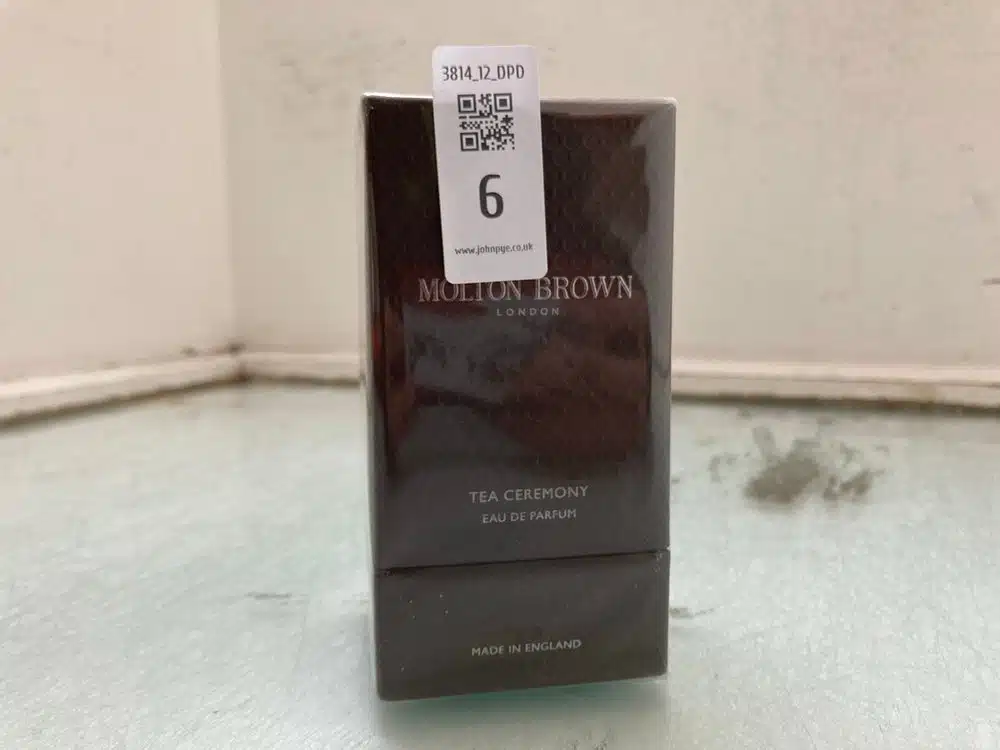 3814_12_DPD
6
www.johnpye.co.uk
MOLTON BROWN
LONDON
TEA CEREMONY
EAU DE PARFUM
MADE IN ENGLAND